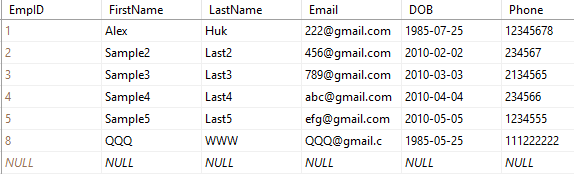 EmpID FirstName LastName Email DOB Phone
1 Alex Huk 222@gmail.com 1985-07-25 12345678
2 Sample2 Last2 456@gmail.com 2010-02-02 234567
3 Sample3 Last3 789@gmail.com 2010-03-03 2134565
4 Sample4 Last4 abc@gmail.com 2010-04-04 234566
5 Sample5 Last5 efg@gmail.com 2010-05-05 1234555
8 QQQ WWW QQQ@gmail.c 1985-05-25 111222222
NULL NULL NULL NULL NULL NULL